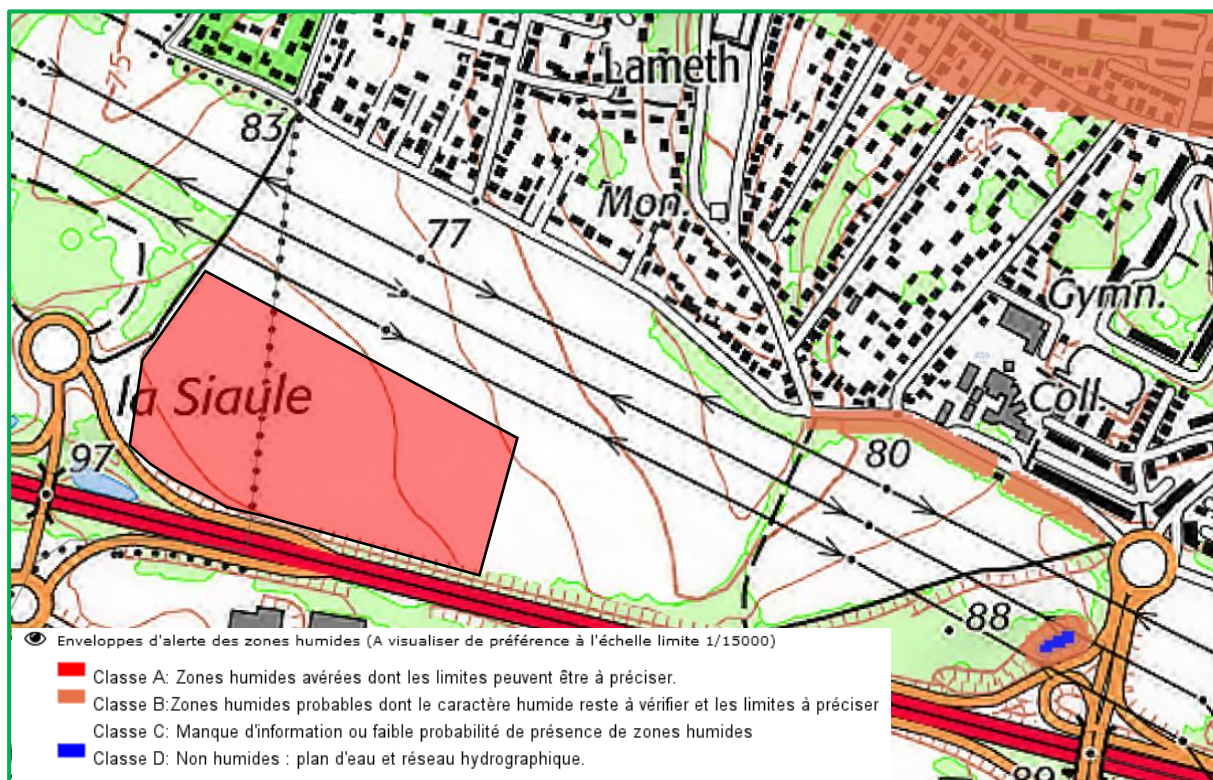 Lameth
75
83
Mon.
77
Gymn.
la Siaule
Coll.
97
80
88
Enveloppes d'alerte des zones humides (A visualiser de préférence à l'échelle limite 1/15000)
Classe A: Zones humides avérées dont les limites peuvent être à préciser.
Classe B:Zones humides probables dont le caractère humide reste à vérifier et les limites à préciser
Classe C: Manque d'information ou faible probabilité de présence de zones humides
Classe D: Non humides : plan d'eau et réseau hydrographique.
89